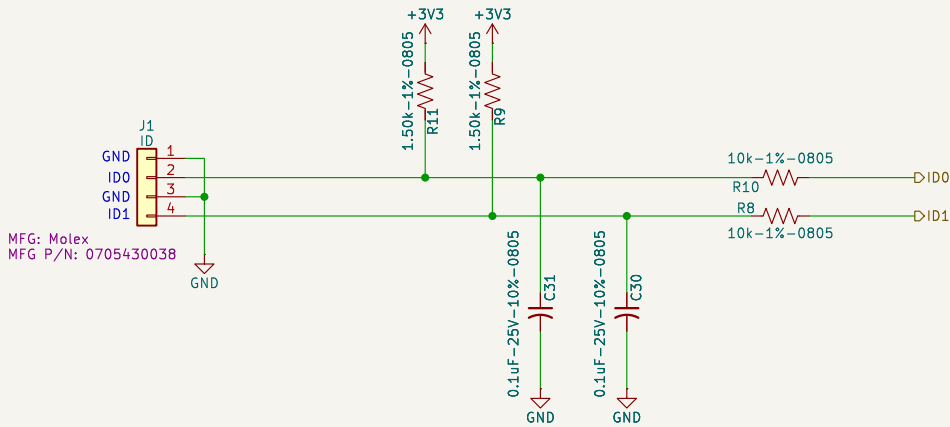 +3V3
+3V3
1.50k-1%-0805
R11
1.50k-1%-0805
R9
J1
ID
GND
1
ID0
2
GND
3
ID1
4
MFG: Molex
MFG P/N: 0705430038
GND
10k-1%-0805
R10
ID0
R8
ID1
10k-1%-0805
0.1uF-25V-10%-0805
C31
0.1uF-25V-10%-0805
C30
GND
GND